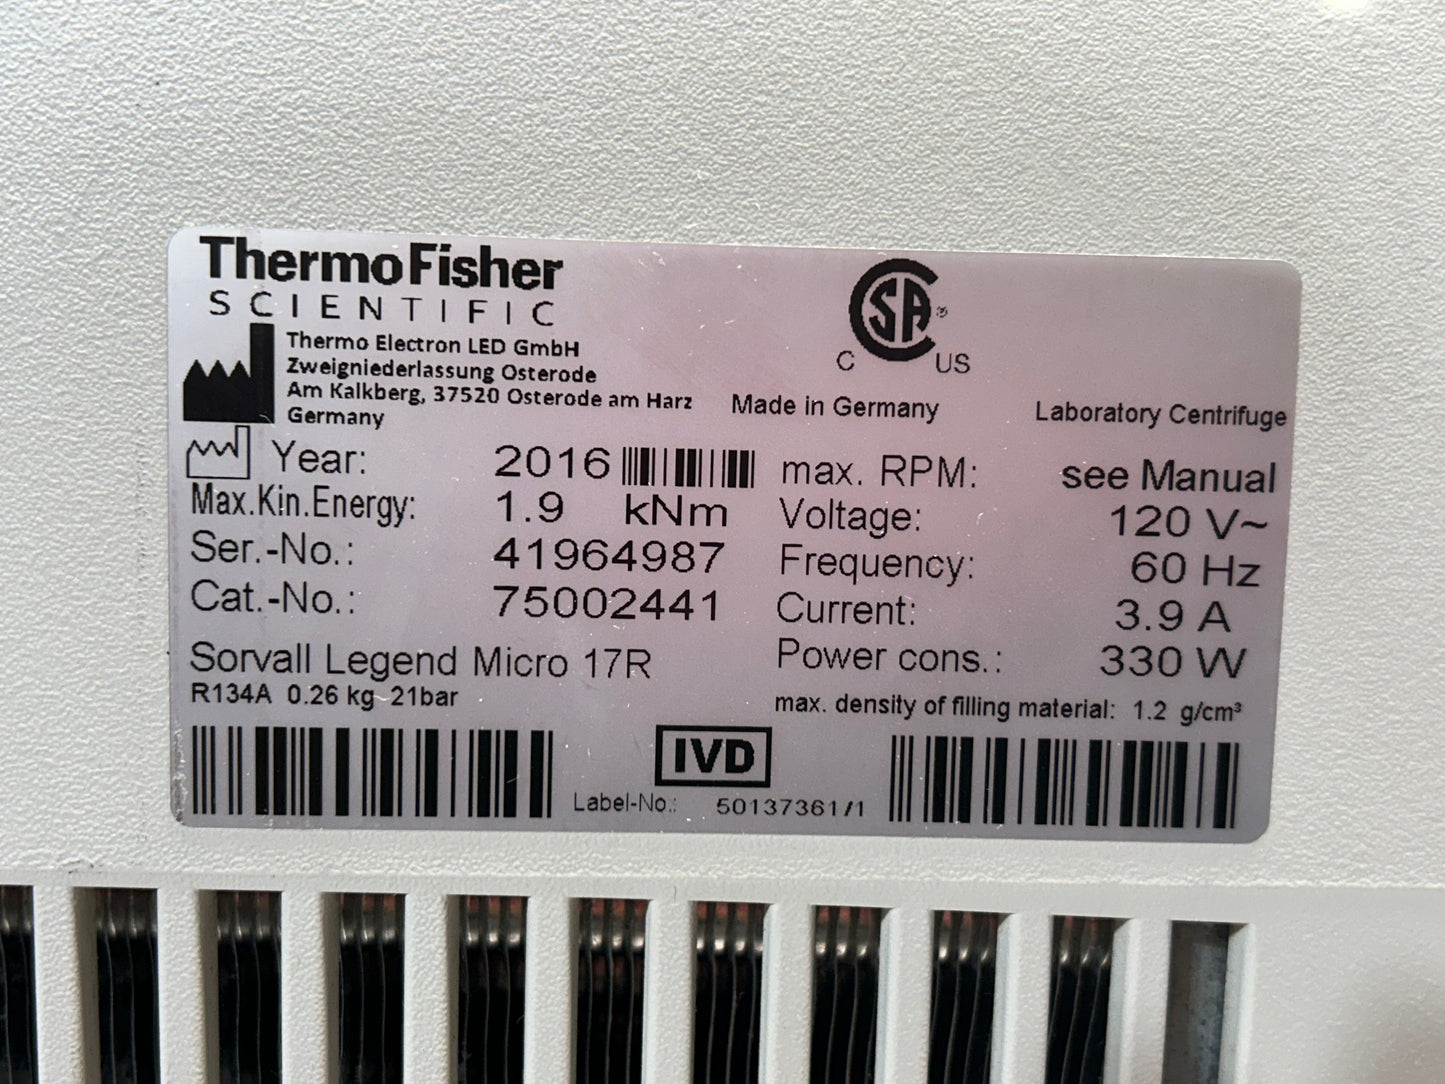 ThermoFisher
SCIENTIFIC
Thermo Electron LED GmbH
Zweigniederlassung Osterode
Am Kalkberg, 37520 Osterode am Harz
Germany
SA®
C US
Made in Germany
Laboratory Centrifuge
Year: 2016
Max.Kin.Energy: 1.9 kNm
Ser.-No.: 41964987
Cat.-No.: 75002441
Sorvall Legend Micro 17R
R134A 0.26 kg 21bar
max. RPM: see Manual
Voltage: 120 V~
Frequency: 60 Hz
Current: 3.9 A
Power cons.: 330 W
max. density of filling material: 1.2 g/cm³
IVD
Label-No.: 50137361/1